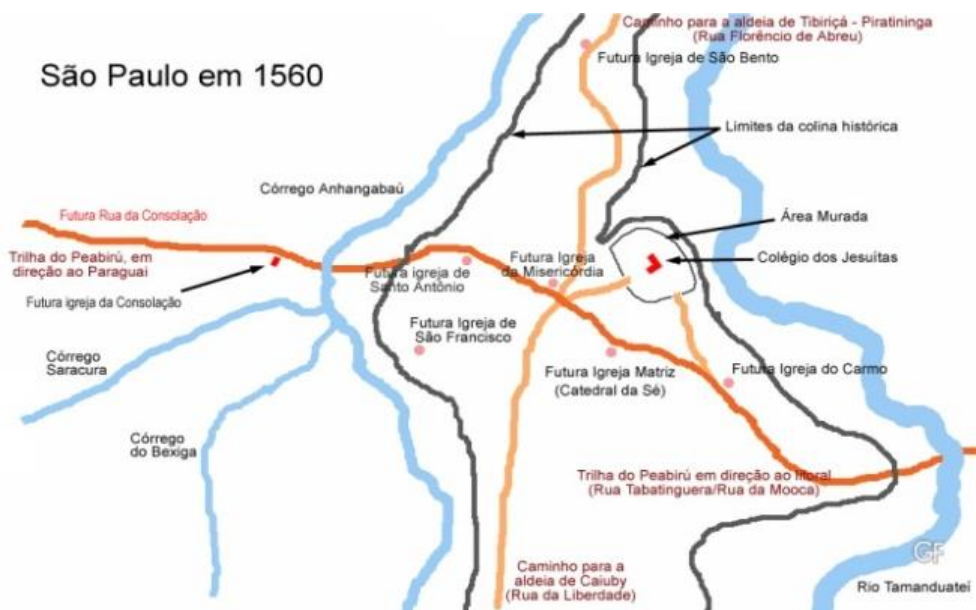 São Paulo em 1560
Caminho para a aldeia de Tibiriçá - Piratininga
(Rua Florêncio de Abreu)
Futura Igreja de São Bento
Limites da colina histórica
Córrego Anhangabaú
Futura Rua da Consolação
Área Murada
Trilha do Peabirú, em
direção ao Paraguai
Futura Igreja
da Misericórdia
Colégio dos Jesuítas
Futura igreja de
Santo Antônio
Futura igreja da Consolação
Futura Igreja de
São Francisco
Córrego
Saracura
Futura Igreja Matriz
(Catedral da Sé)
Futura Igreja do Carmo
Córrego
do Bexiga
Trilha do Peabirú em direção ao litoral
(Rua Tabatinguera/Rua da Mooca)
GF
Caminho para a
aldeia de Caiuby
(Rua da Liberdade)
Rio Tamanduateí